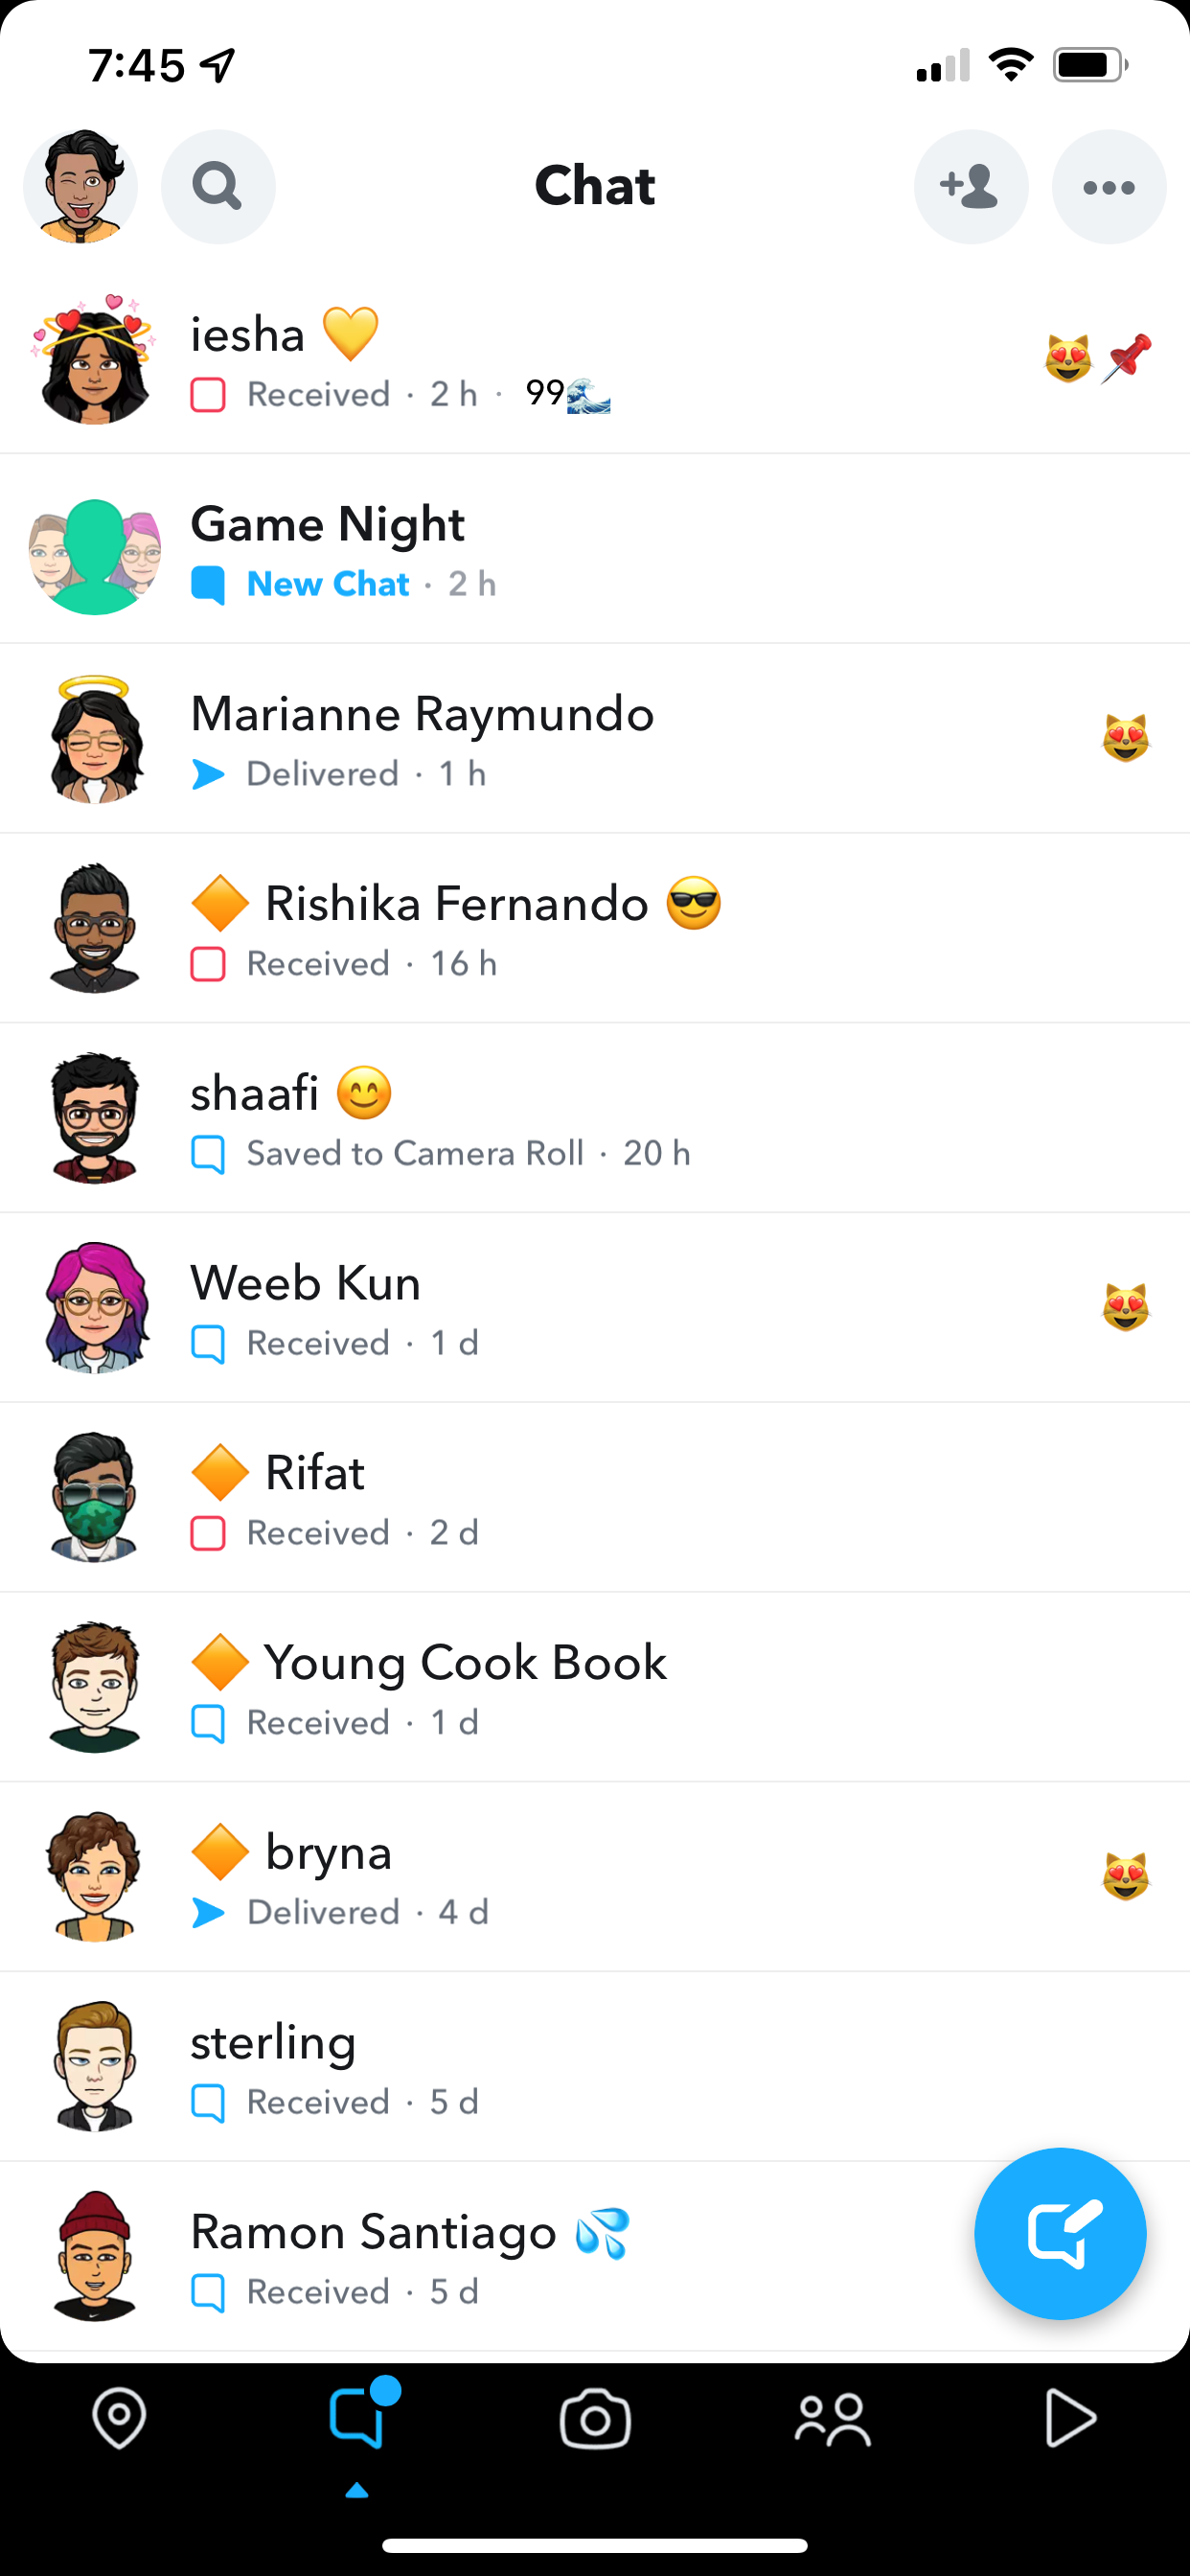 7:45
Chat
iesha 💛
Received · 2 h · 99🌊
😻📌
Game Night
New Chat · 2 h
Marianne Raymundo
Delivered · 1 h
😻
🔶 Rishika Fernando 😎
Received · 16 h
shaafi 😊
Saved to Camera Roll · 20 h
Weeb Kun
Received · 1 d
😻
🔶 Rifat
Received · 2 d
🔶 Young Cook Book
Received · 1 d
🔶 bryna
Delivered · 4 d
😻
sterling
Received · 5 d
Ramon Santiago 💦
Received · 5 d